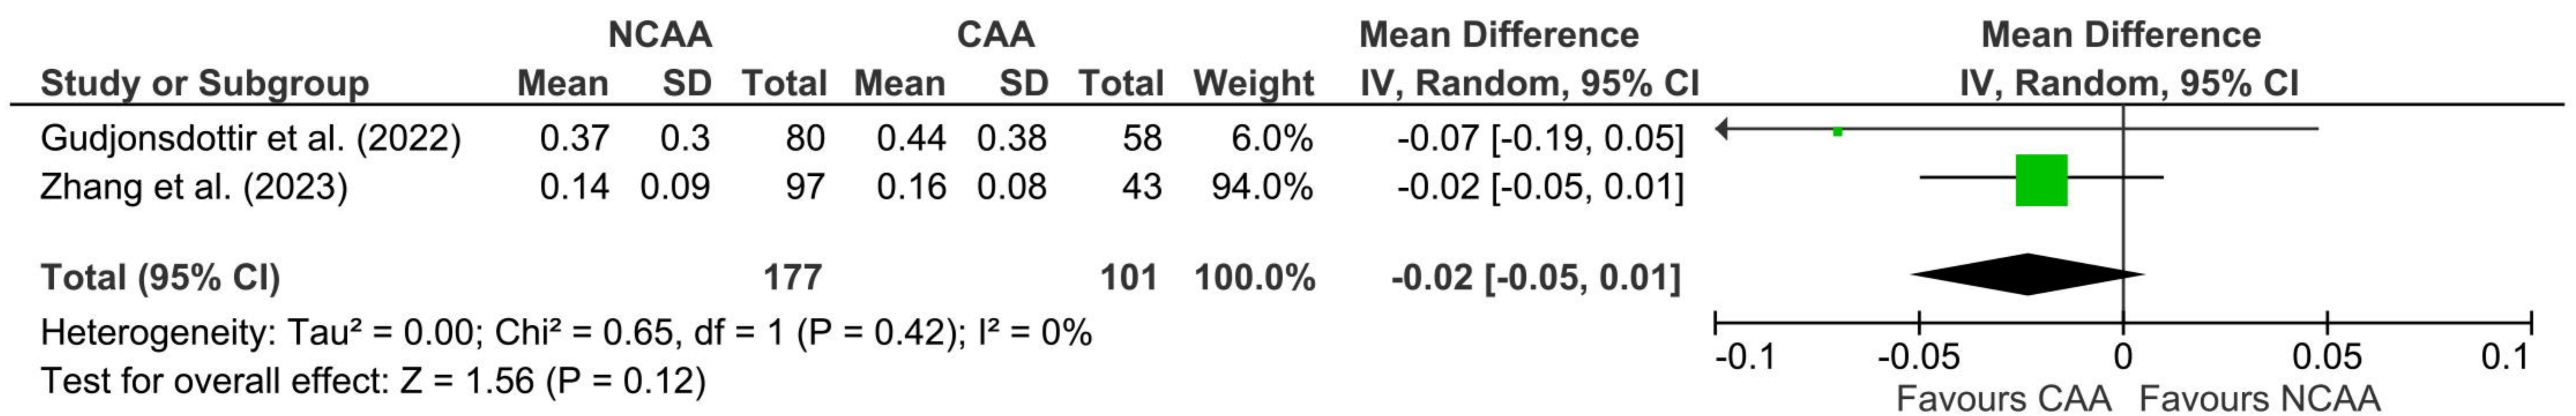 NCAA CAA Mean Difference Mean Difference
Study or Subgroup Mean SD Total Mean SD Total Weight IV, Random, 95% CI IV, Random, 95% CI
Gudjonsdottir et al. (2022) 0.37 0.3 80 0.44 0.38 58 6.0% -0.07 [-0.19, 0.05]
Zhang et al. (2023) 0.14 0.09 97 0.16 0.08 43 94.0% -0.02 [-0.05, 0.01]
Total (95% CI) 177 101 100.0% -0.02 [-0.05, 0.01]
Heterogeneity: Tau² = 0.00; Chi² = 0.65, df = 1 (P = 0.42); I² = 0%
Test for overall effect: Z = 1.56 (P = 0.12)
-0.1 -0.05 0 0.05 0.1
Favours CAA Favours NCAA